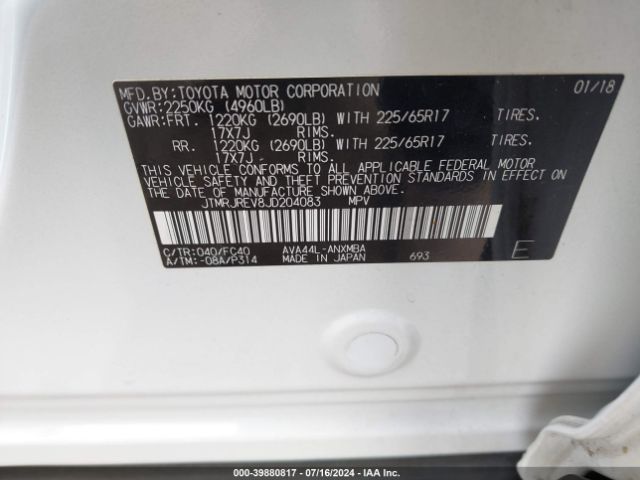 MFD.BY:TOYOTA MOTOR CORPORATION 01/18
GVWR:2250KG (4960LB)
GAWR:FRT. 1220KG (2690LB) WITH 225/65R17 TIRES.
17X7J RIMS.
RR. 1220KG (2690LB) WITH 225/65R17 TIRES.
17X7J RIMS.
THIS VEHICLE CONFORMS TO ALL APPLICABLE FEDERAL MOTOR
VEHICLE SAFETY AND THEFT PREVENTION STANDARDS IN EFFECT ON
THE DATE OF MANUFACTURE SHOWN ABOVE.
JTMRJREV8JD204083 MPV
C/TR:040/FC40 AVA44L-ANXMBA
A/TM:-08A/P314 MADE IN JAPAN 693 E
000-39880817 - 07/16/2024 - IAA Inc.